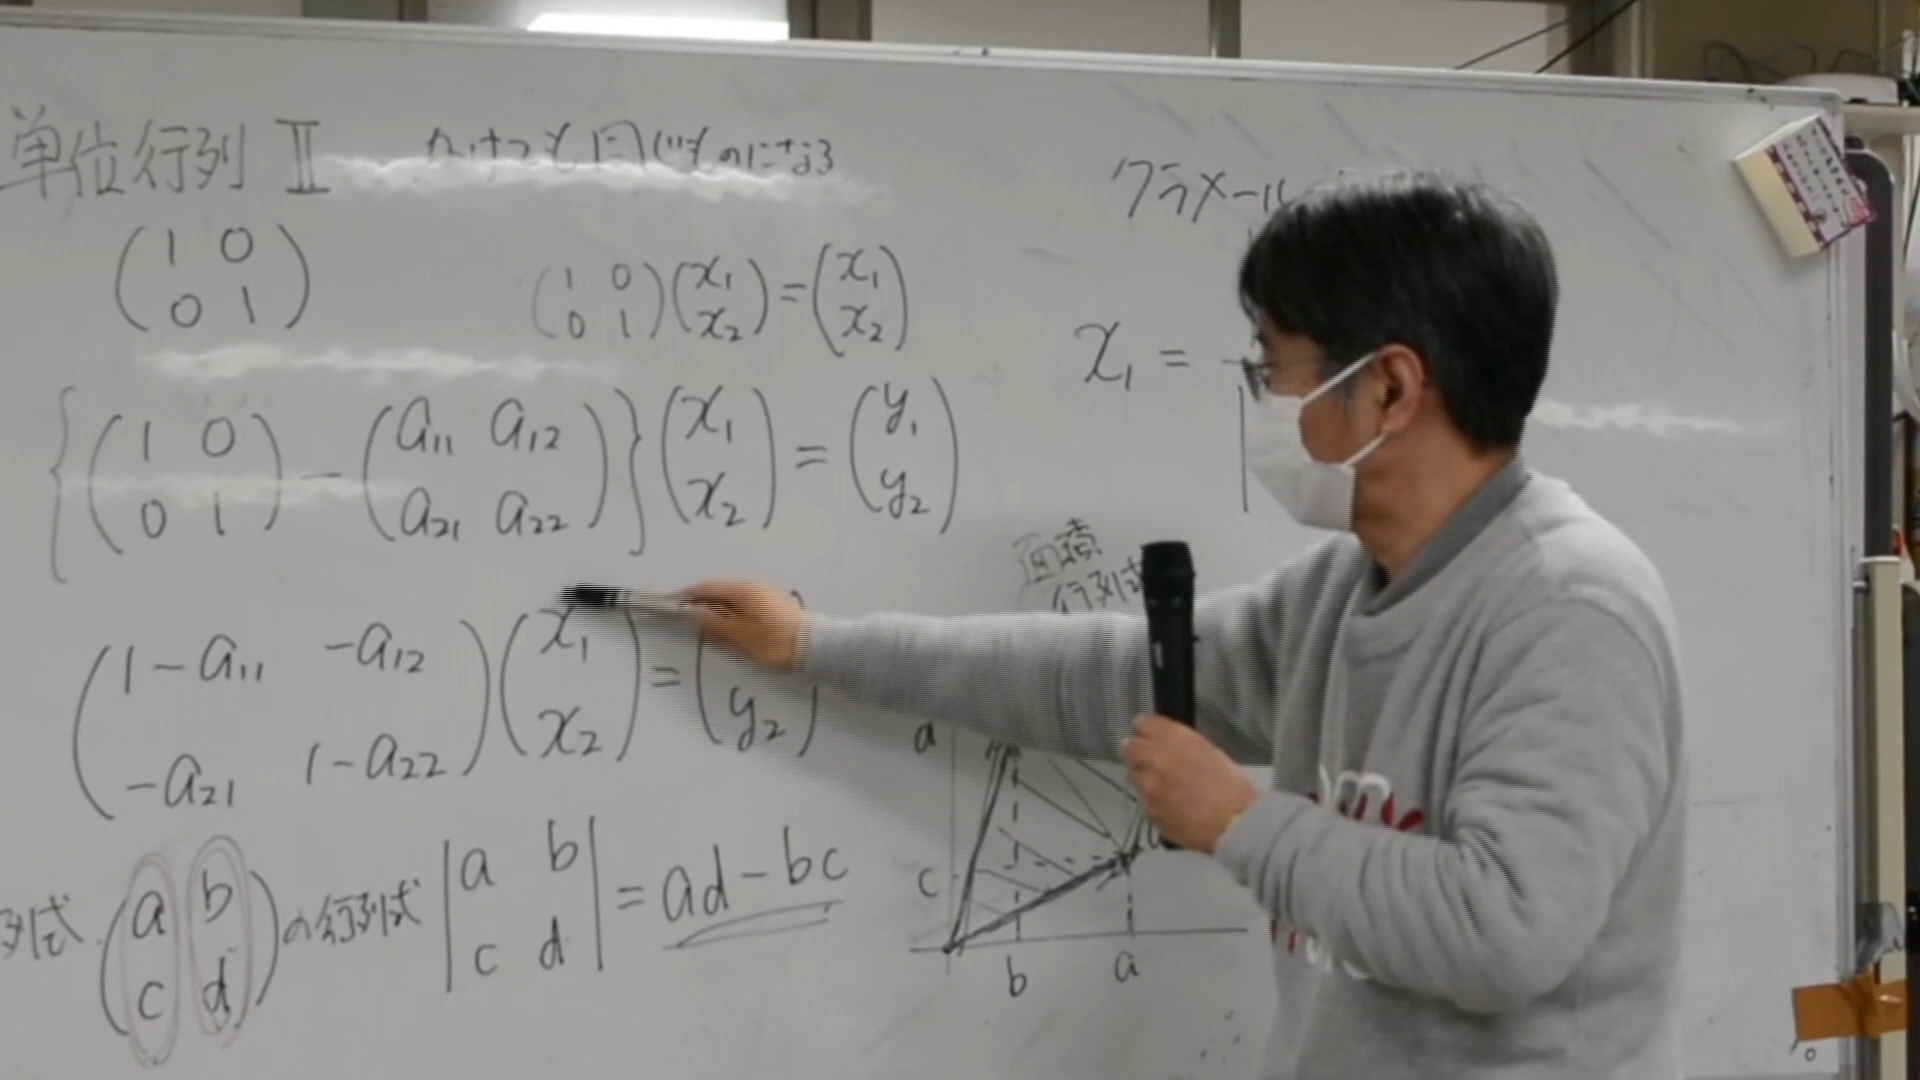 単位行列 II かけても同じものになる
(1 0
0 1)
(1 0
0 1)(x₁
x₂)=(x₁
x₂)
{(1 0
0 1)-(a₁₁ a₁₂
a₂₁ a₂₂)}(x₁
x₂)=(y₁
y₂)
(1-a₁₁ -a₁₂
-a₂₁ 1-a₂₂)(x₁
x₂)=(
y₂)
列式 (a b
c d)の行列式 |a b
c d|=ad-bc
クラメール
x₁ =
面積
行列式
a
c
b a